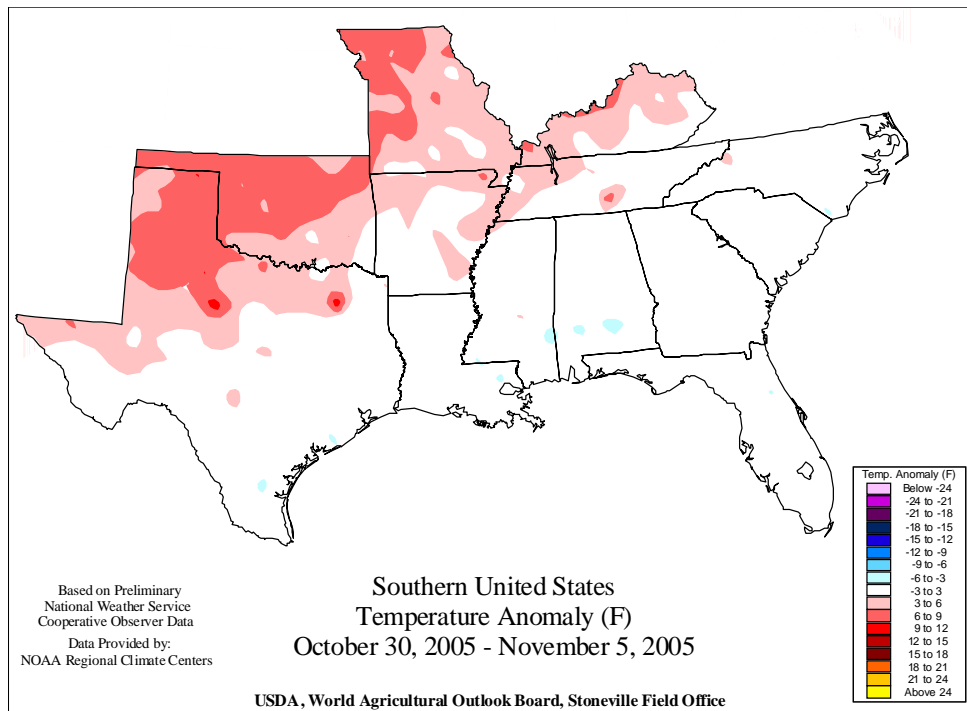 Temp. Anomaly (F)
Below -24
-24 to -21
-21 to -18
-18 to -15
-15 to -12
-12 to -9
-9 to -6
-6 to -3
-3 to 3
3 to 6
6 to 9
9 to 12
12 to 15
15 to 18
18 to 21
21 to 24
Above 24
Based on Preliminary
National Weather Service
Cooperative Observer Data
Data Provided by:
NOAA Regional Climate Centers
Southern United States
Temperature Anomaly (F)
October 30, 2005 - November 5, 2005
USDA, World Agricultural Outlook Board, Stoneville Field Office